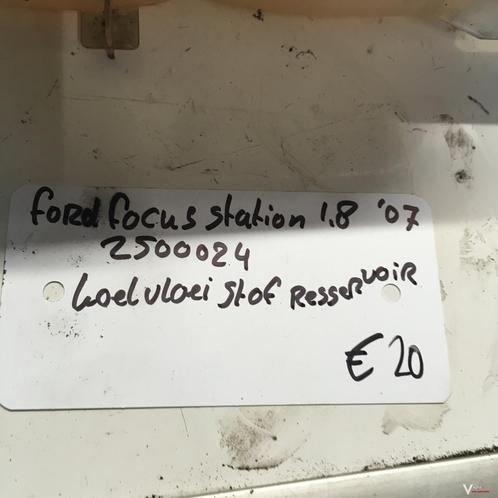 ford focus station 1.8 '07
2500024
koelvloei stof ResserVOIR
€ 20